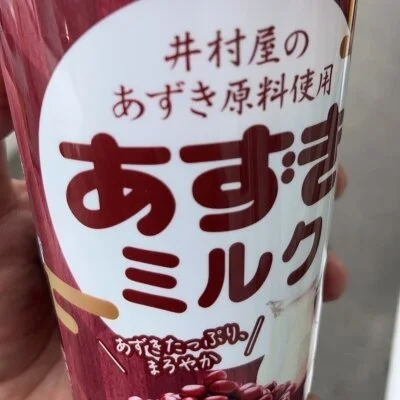 井村屋の
あずき原料使用
あずき
ミルク
あずきたっぷり、
まろやか